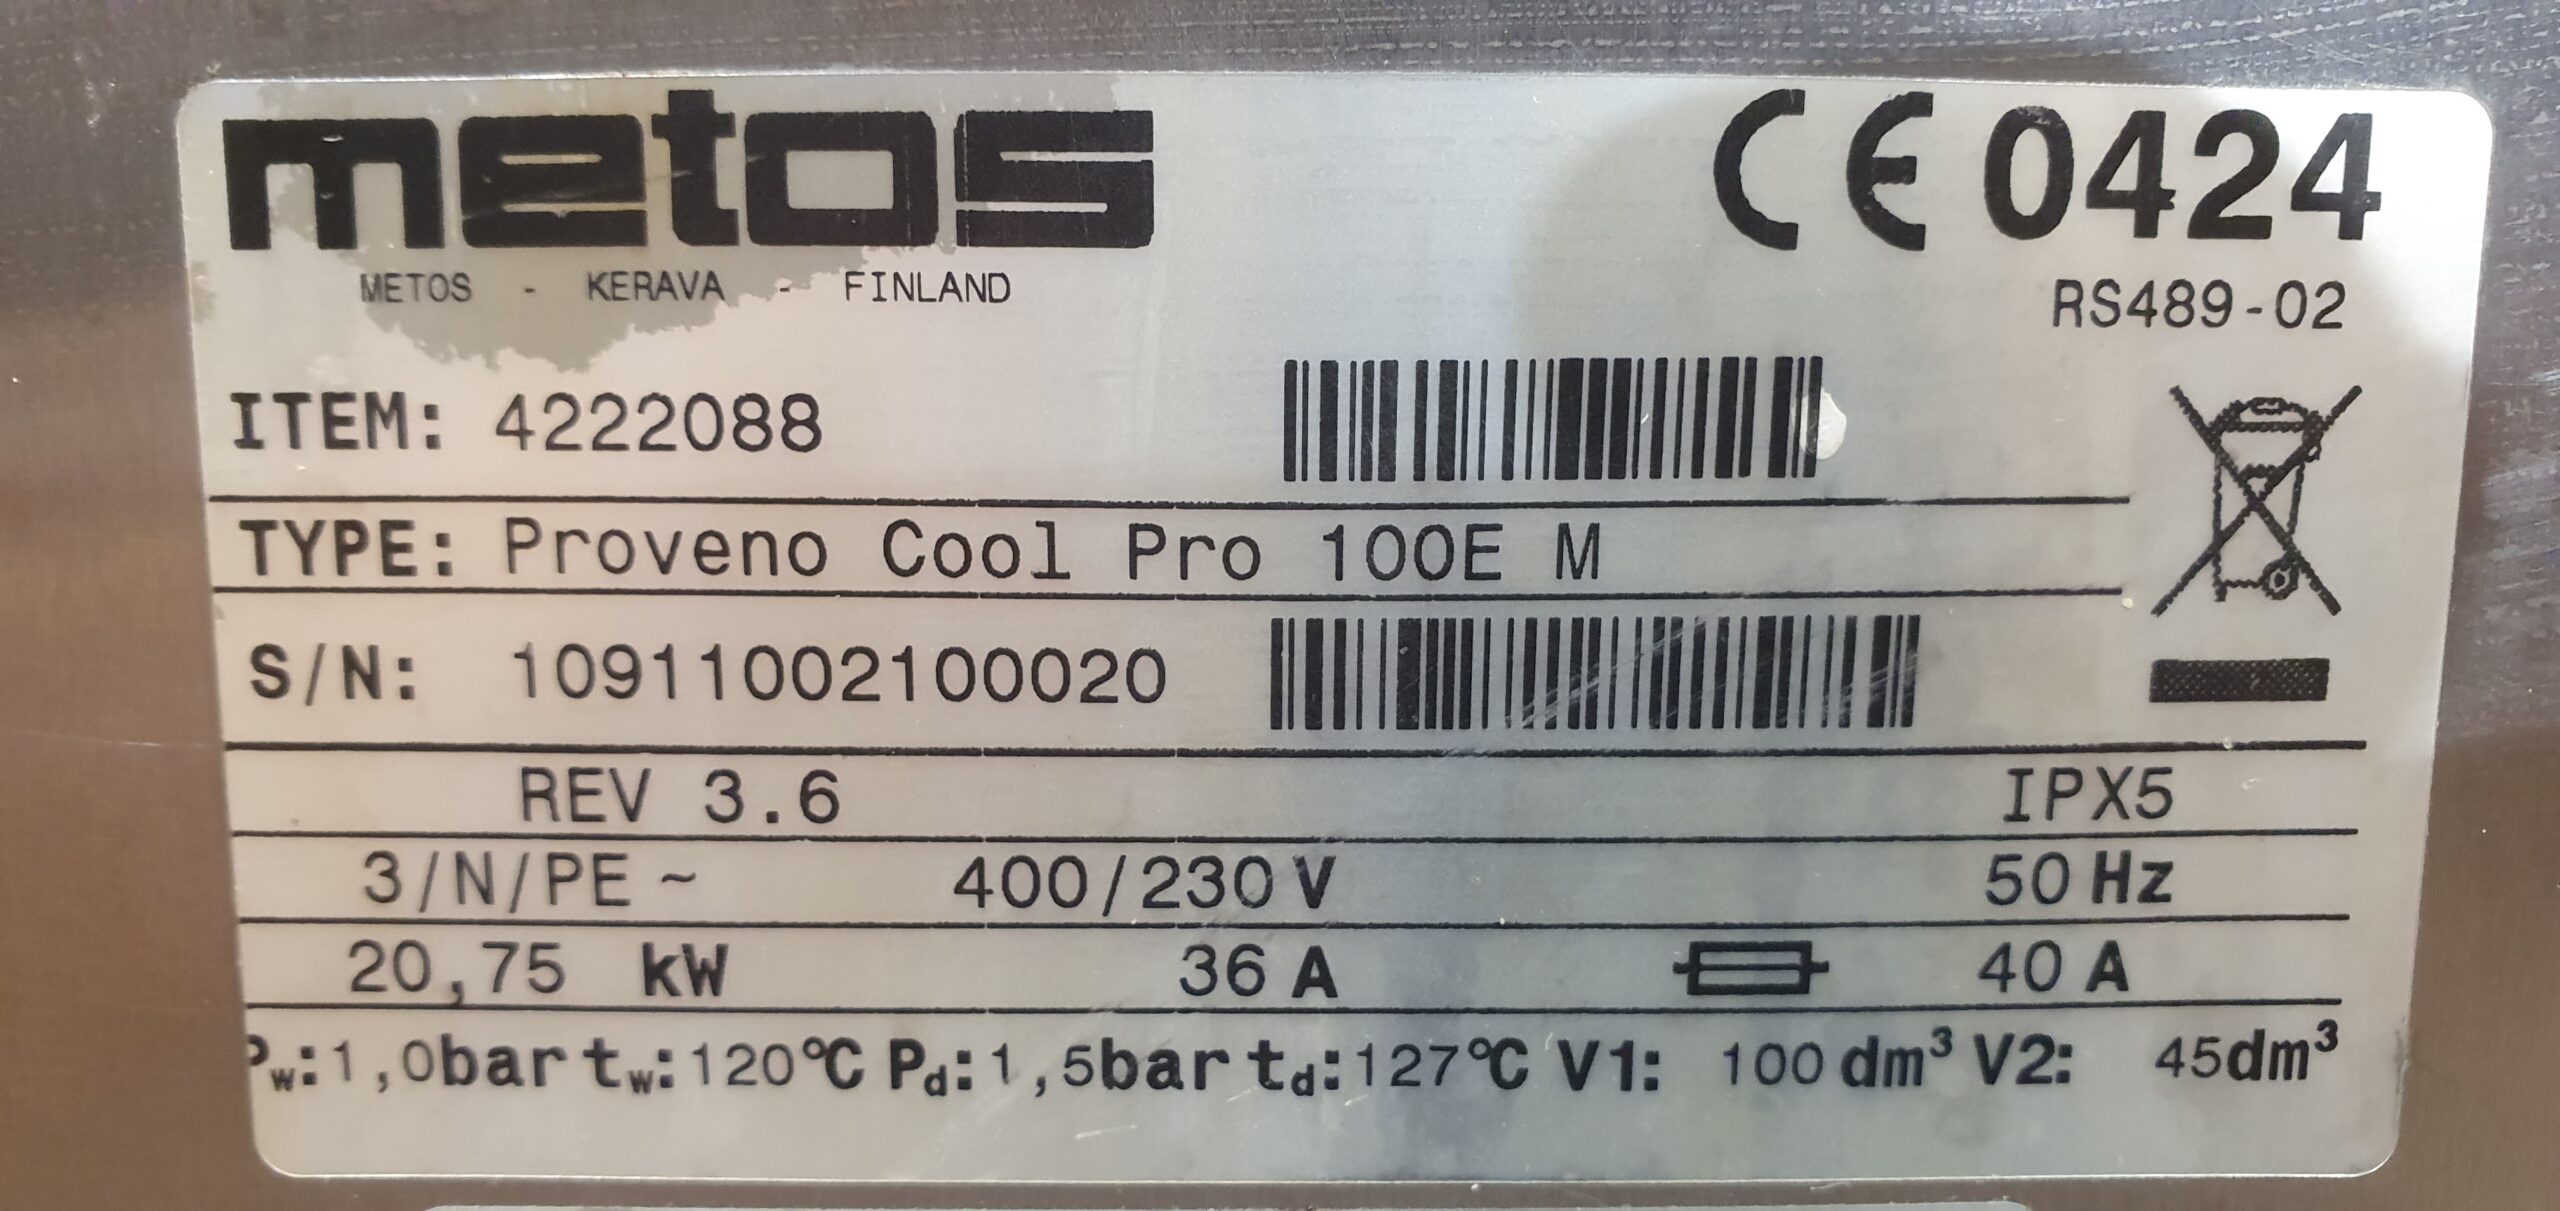 metos
CE 0424
METOS - KERAVA - FINLAND
RS489-02
ITEM: 4222088
TYPE: Proveno Cool Pro 100E M
S/N: 10911002100020
REV 3.6 IPX5
3/N/PE ~ 400/230 V 50 Hz
20,75 kW 36 A 40 A
Pw:1,0bar tw:120°C Pd:1,5bar td:127°C V1: 100 dm³ V2: 45dm³